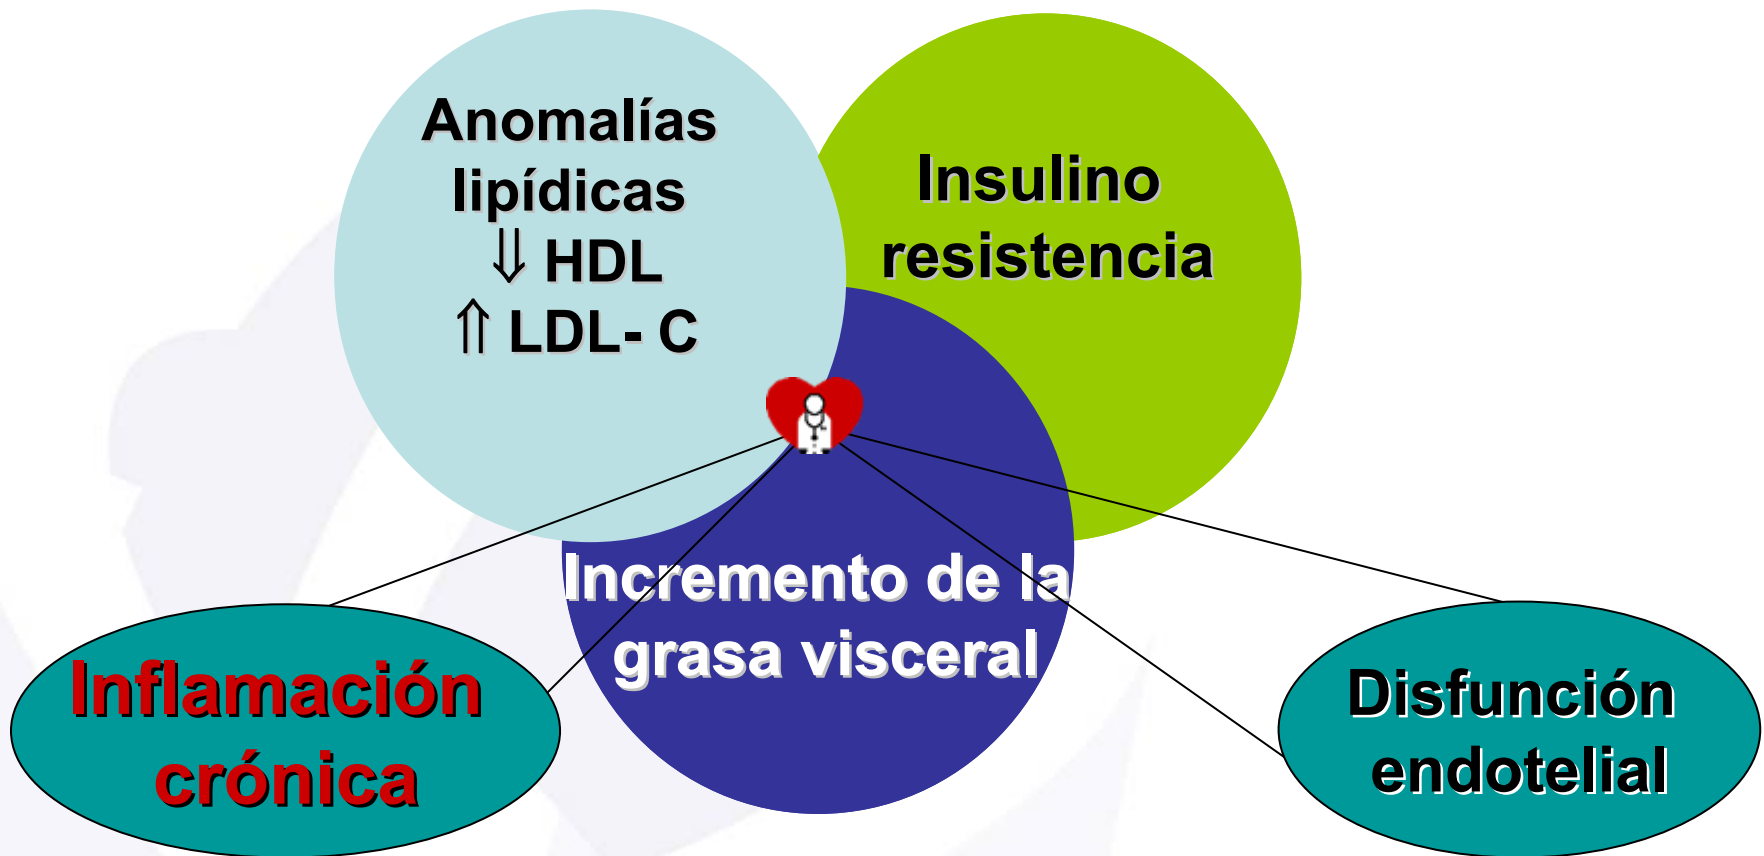 Anomalías
lipídicas
⇓ HDL
⇑ LDL- C
Insulino
resistencia
Incremento de la
grasa visceral
Inflamación
crónica
Disfunción
endotelial